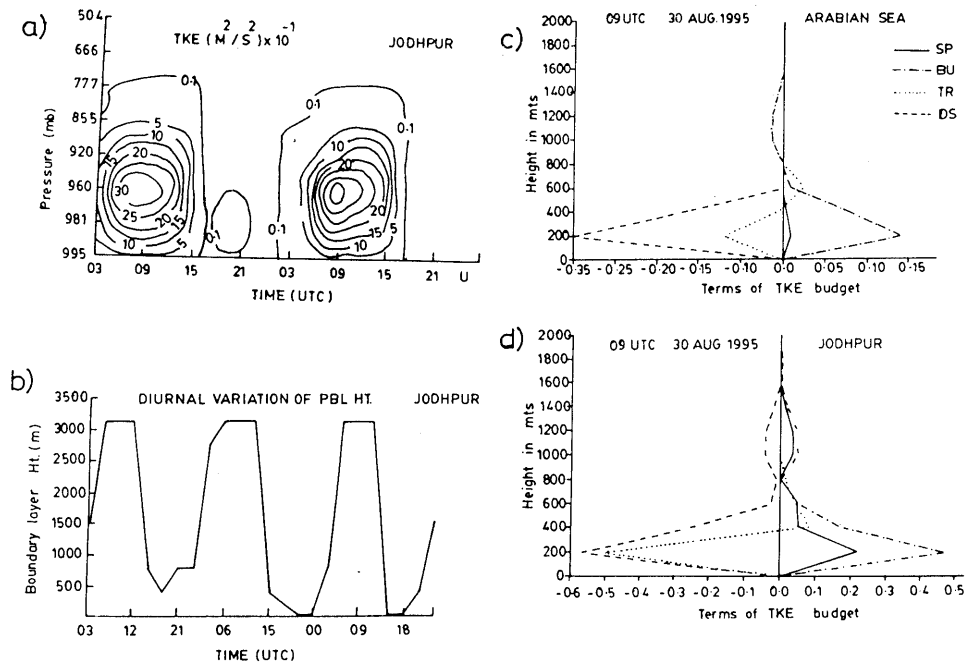 a)
TKE (M²/S²)x10⁻¹ JODHPUR
504
666
777
855
920
960
981
995
Pressure (mb)
0·1
5
10
15
20
30
25
20
15
10
5
0·1
0·1
0·1
0·1
10
20
20
15
5
10
03 09 15 21 03 09 15 21 U
TIME (UTC)
b)
DIURNAL VARIATION OF PBL HT. JODHPUR
3500
3000
2500
2000
1500
1000
500
Boundary layer Ht. (m)
03 12 21 06 15 00 09 18
TIME (UTC)
c)
09 UTC 30 AUG. 1995 ARABIAN SEA
SP
BU
TR
DS
2000
1800
1600
1400
1200
1000
800
600
400
200
0
Height in mts
-0.35 -0·25 -0·20 -0·15 -0·10 0.0 0·05 0·10 0·15
Terms of TKE budget
d)
09 UTC 30 AUG 1995 JODHPUR
2000
1800
1600
1400
1200
1000
800
600
400
200
0
Height in mts
-0·6 -0·5 -0·4 -0·3 -0·2 -0·1 0·0 0·1 0·2 0·3 0·4 0·5
Terms of TKE budget